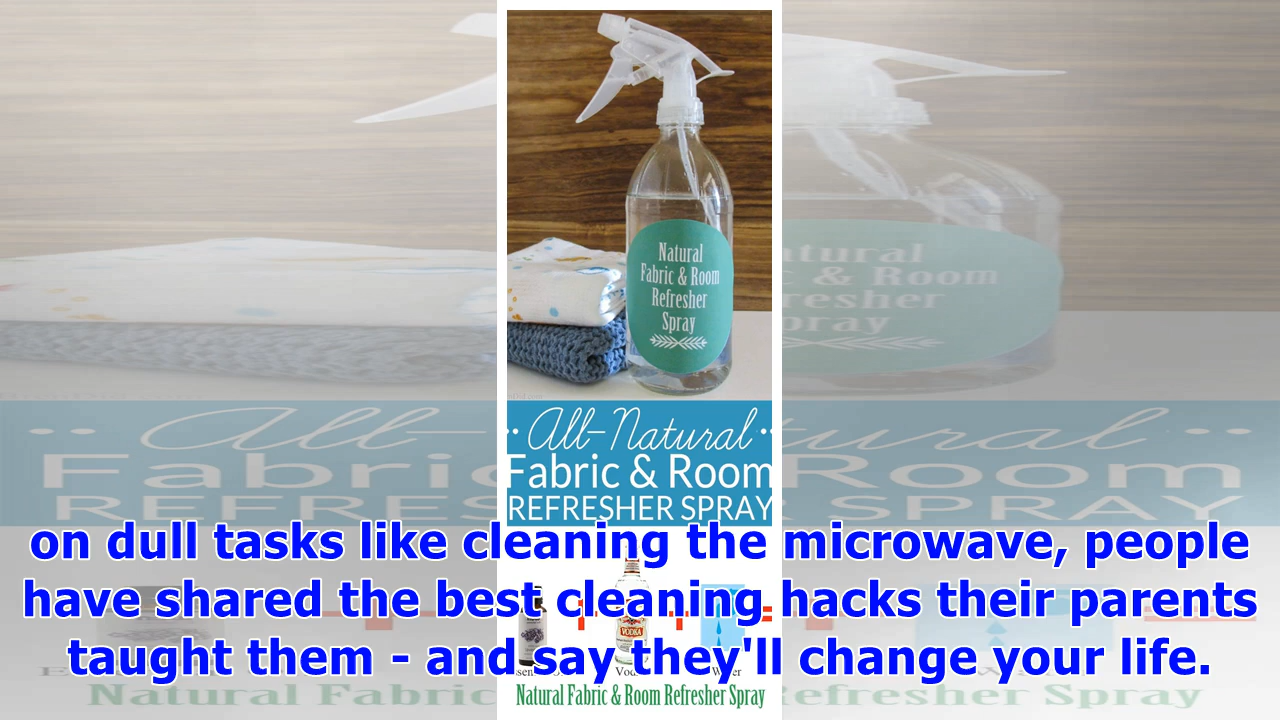 Natural
Fabric & Room
Refresher
Spray
All-Natural
Fabric & Room
REFRESHER SPRAY
on dull tasks like cleaning the microwave, people
have shared the best cleaning hacks their parents
taught them - and say they'll change your life.
VODKA
Natural Fabric & Room Refresher Spray